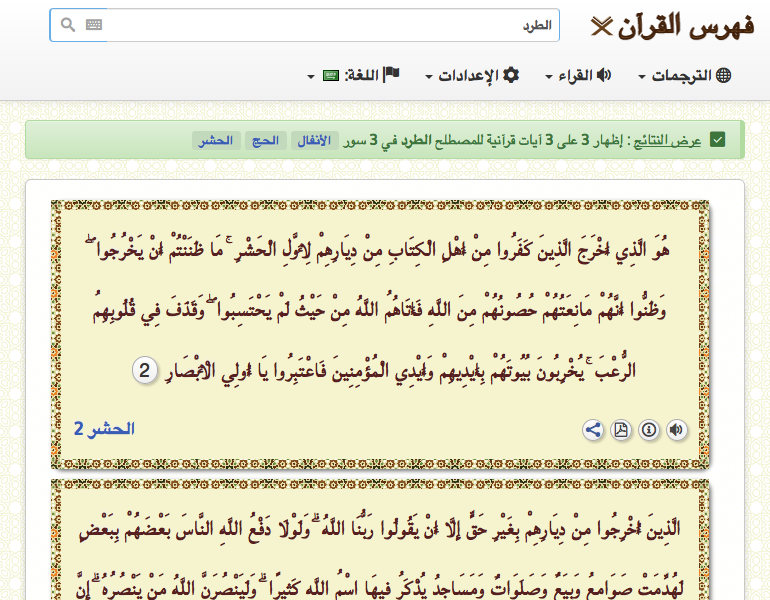 فهرس القرآن
الطرد
الترجمات
القراء
الإعدادات
اللغة:
عرض النتائج : إظهار 3 على 3 آيات قرآنية للمصطلح الطرد في 3 سور الأنفال الحج الحشر
هُوَ الَّذِي أَخْرَجَ الَّذِينَ كَفَرُوا مِنْ أَهْلِ الْكِتَابِ مِنْ دِيَارِهِمْ لِأَوَّلِ الْحَشْرِ ۚ مَا ظَنَنْتُمْ أَنْ يَخْرُجُوا ۖ
وَظَنُّوا أَنَّهُمْ مَانِعَتُهُمْ حُصُونُهُمْ مِنَ اللَّهِ فَأَتَاهُمُ اللَّهُ مِنْ حَيْثُ لَمْ يَحْتَسِبُوا ۖ وَقَذَفَ فِي قُلُوبِهِمُ
الرُّعْبَ ۚ يُخْرِبُونَ بُيُوتَهُمْ بِأَيْدِيهِمْ وَأَيْدِي الْمُؤْمِنِينَ فَاعْتَبِرُوا يَا أُولِي الْأَبْصَارِ 2
الحشر 2
الَّذِينَ أُخْرِجُوا مِنْ دِيَارِهِمْ بِغَيْرِ حَقٍّ إِلَّا أَنْ يَقُولُوا رَبُّنَا اللَّهُ ۗ وَلَوْلَا دَفْعُ اللَّهِ النَّاسَ بَعْضَهُمْ بِبَعْضٍ
لَهُدِّمَتْ صَوَامِعُ وَبِيَعٌ وَصَلَوَاتٌ وَمَسَاجِدُ يُذْكَرُ فِيهَا اسْمُ اللَّهِ كَثِيرًا ۗ وَلَيَنْصُرَنَّ اللَّهُ مَنْ يَنْصُرُهُ ۗ إِنَّ